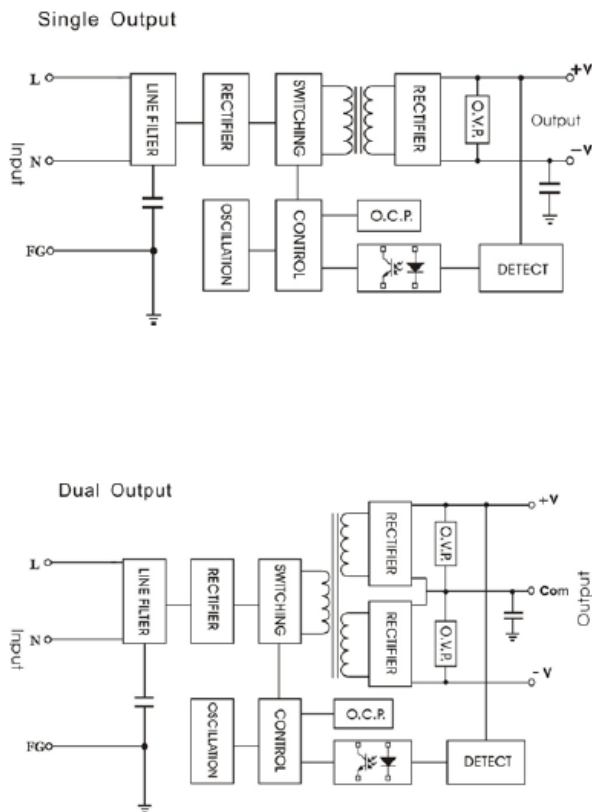 Single Output
L
N
FG
Input
LINE FILTER
RECTIFIER
SWITCHING
RECTIFIER
O.V.P.
+V
Output
-V
OSCILLATION
CONTROL
O.C.P.
DETECT
Dual Output
L
N
FG
Input
LINE FILTER
RECTIFIER
SWITCHING
RECTIFIER
RECTIFIER
O.V.P.
O.V.P.
+V
Com
-V
Output
OSCILLATION
CONTROL
O.C.P.
DETECT